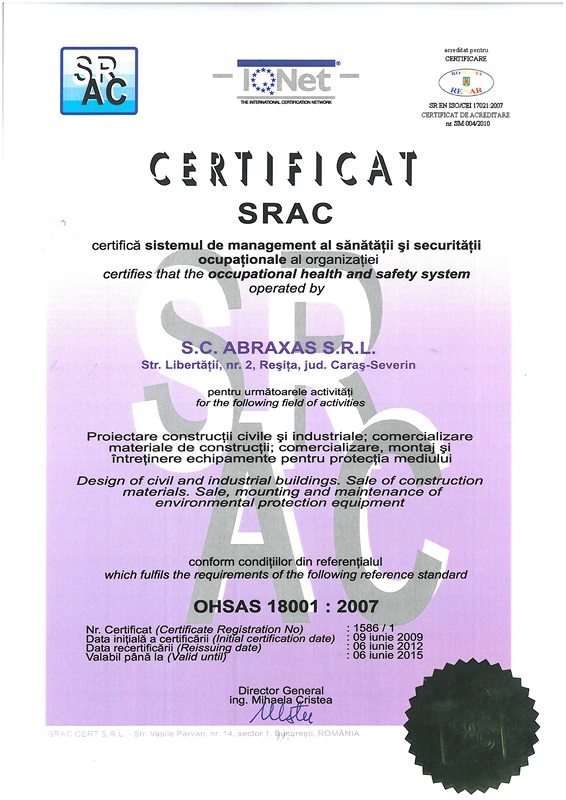 SR
AC
IQNet ®
THE INTERNATIONAL CERTIFICATION NETWORK
acreditat pentru
CERTIFICARE
ROMANIA
RENAR
SR EN ISO/CEI 17021:2007
CERTIFICAT DE ACREDITARE
nr. SM 004/2010
CERTIFICAT
SRAC
certifică sistemul de management al sănătății și securității
ocupaționale al organizației
certifies that the occupational health and safety system
operated by
SR
AC
S.C. ABRAXAS S.R.L.
Str. Libertății, nr. 2, Reșița, jud. Caraș-Severin
pentru următoarele activități
for the following field of activities
Proiectare construcții civile și industriale; comercializare
materiale de construcții; comercializare, montaj și
întreținere echipamente pentru protecția mediului
Design of civil and industrial buildings. Sale of construction
materials. Sale, mounting and maintenance of
environmental protection equipment
conform condițiilor din referențialul
which fulfils the requirements of the following reference standard
OHSAS 18001 : 2007
Nr. Certificat (Certificate Registration No) : 1586 / 1
Data inițială a certificării (Initial certification date) : 09 iunie 2009
Data recertificării (Reissuing date) : 06 iunie 2012
Valabil până la (Valid until) : 06 iunie 2015
Director General
ing. Mihaela Cristea
SRAC CERT S.R.L. - Str. Vasile Pârvan, nr. 14, sector 1, București, ROMÂNIA